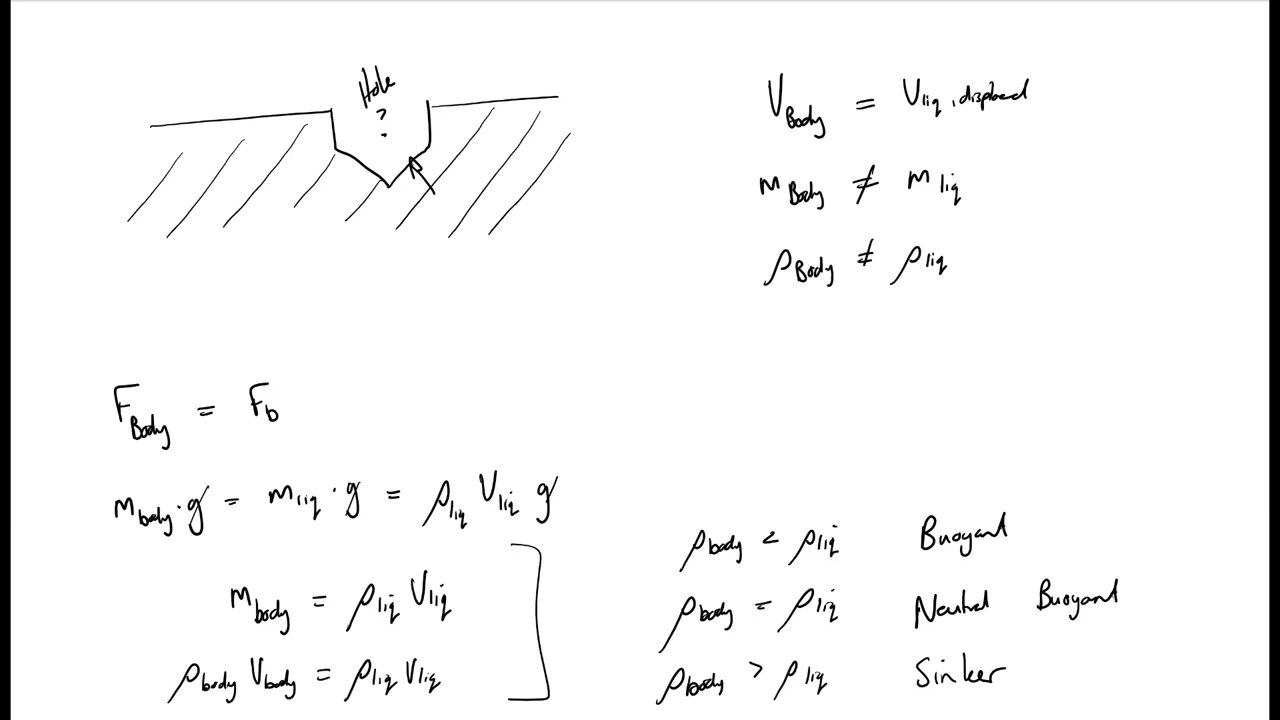 Hole
?
V_Body = V_liq, displaced
m_Body ≠ m_liq
ρ_Body ≠ ρ_liq
F_Body = F_b
m_body · g = m_liq · g = ρ_liq V_liq g
m_body = ρ_liq V_liq
ρ_body V_body = ρ_liq V_liq
ρ_body < ρ_liq Buoyant
ρ_body = ρ_liq Neutral Buoyant
ρ_body > ρ_liq Sinker